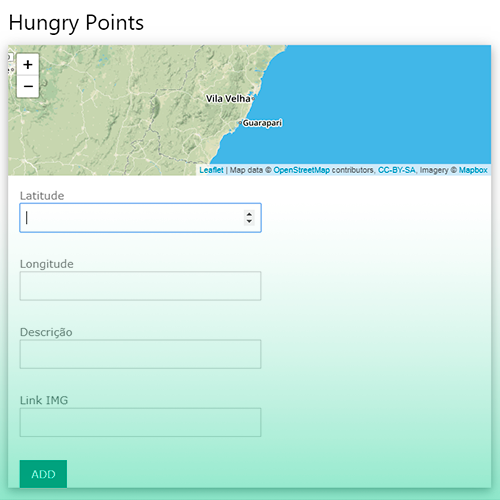 Hungry Points
+
−
Vila Velha
Guarapari
Leaflet | Map data © OpenStreetMap contributors, CC-BY-SA, Imagery © Mapbox
Latitude
Longitude
Descrição
Link IMG
ADD